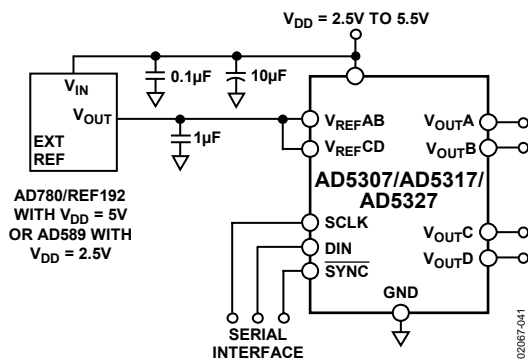 VDD = 2.5V TO 5.5V
0.1µF
10µF
VIN
VOUT
EXT
REF
1µF
AD780/REF192
WITH VDD = 5V
OR AD589 WITH
VDD = 2.5V
VREFAB
VREFCD
VOUTA
VOUTB
AD5307/AD5317/
AD5327
SCLK
DIN
SYNC
VOUTC
VOUTD
GND
SERIAL
INTERFACE
02067-041